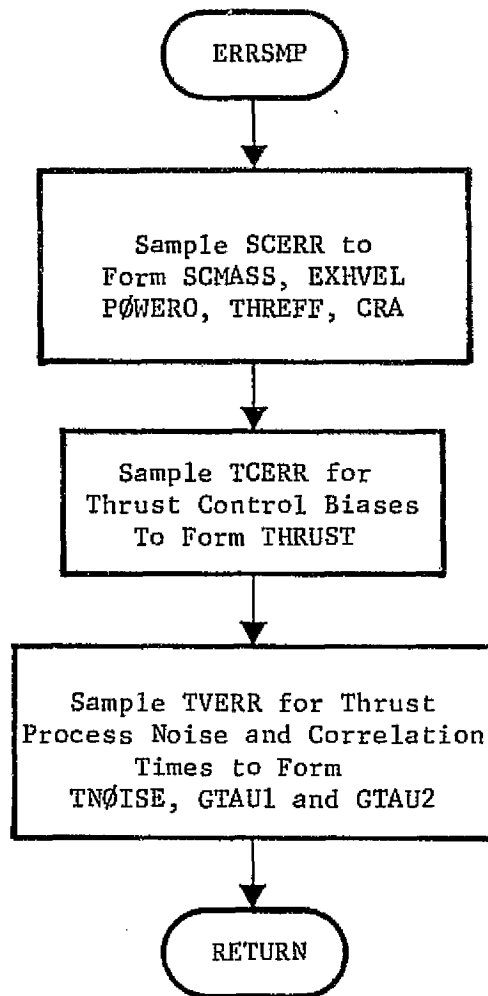 ERRSMP
Sample SCERR to
Form SCMASS, EXHVEL
PØWERO, THREFF, CRA
Sample TCERR for
Thrust Control Biases
To Form THRUST
Sample TVERR for Thrust
Process Noise and Correlation
Times to Form
TNØISE, GTAU1 and GTAU2
RETURN